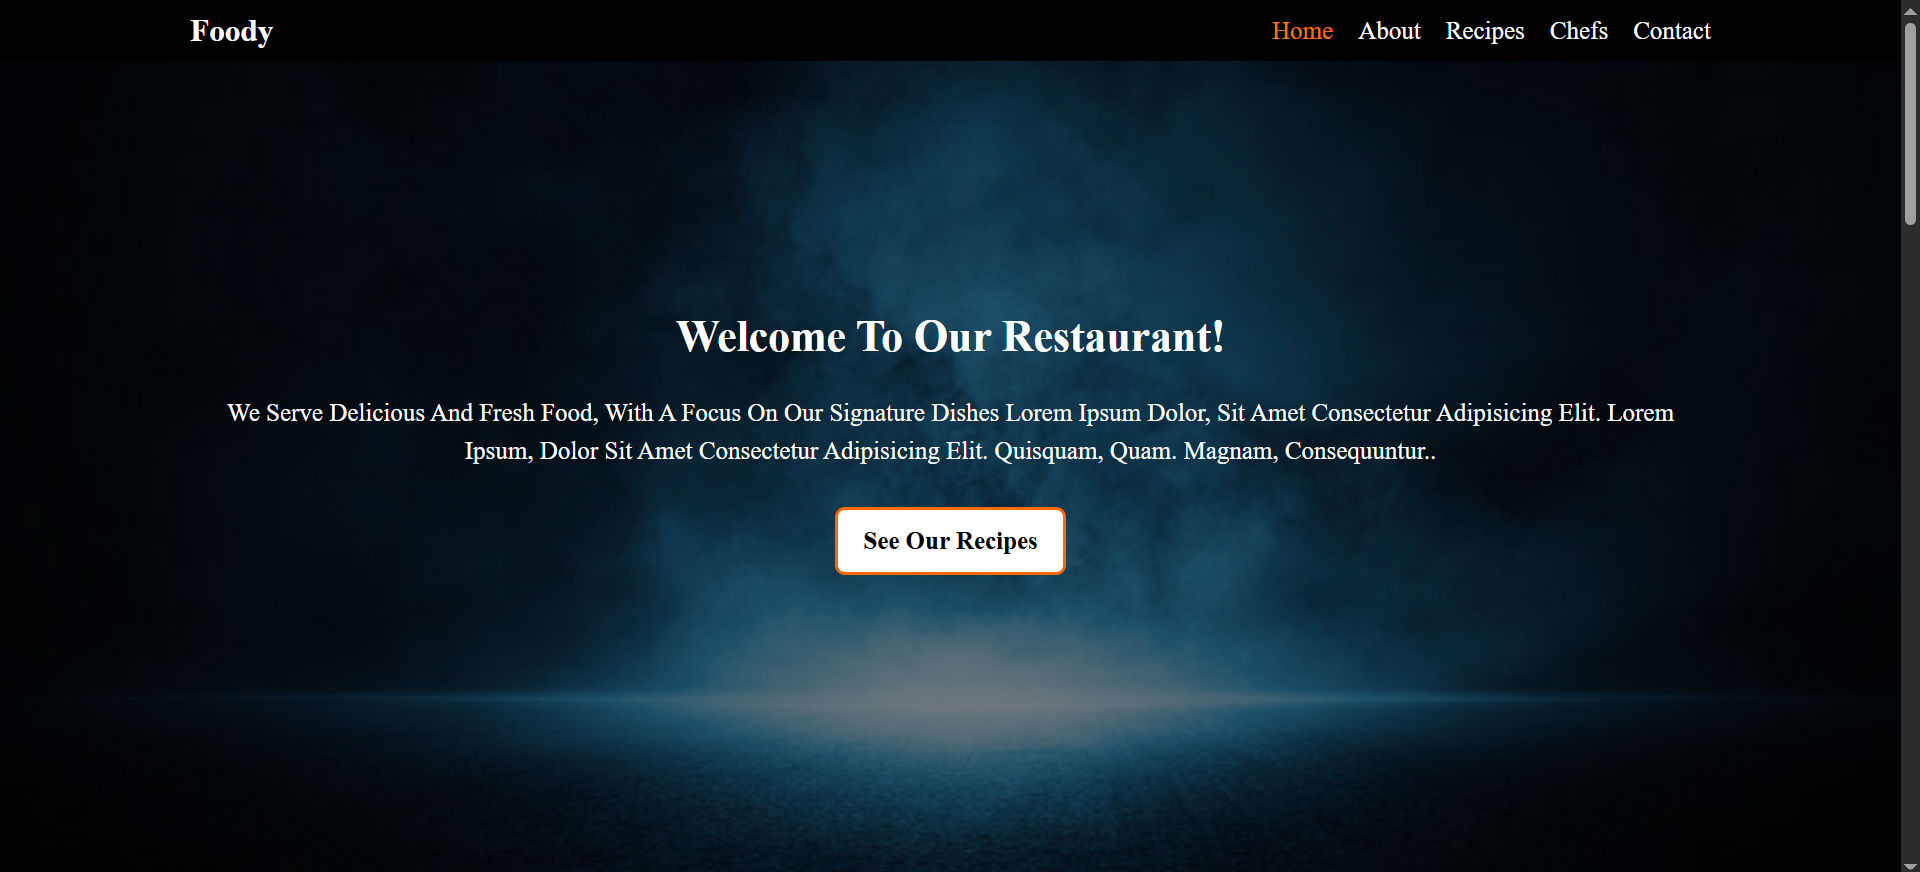 Foody
Home About Recipes Chefs Contact
Welcome To Our Restaurant!
We Serve Delicious And Fresh Food, With A Focus On Our Signature Dishes Lorem Ipsum Dolor, Sit Amet Consectetur Adipisicing Elit. Lorem
Ipsum, Dolor Sit Amet Consectetur Adipisicing Elit. Quisquam, Quam. Magnam, Consequuntur..
See Our Recipes